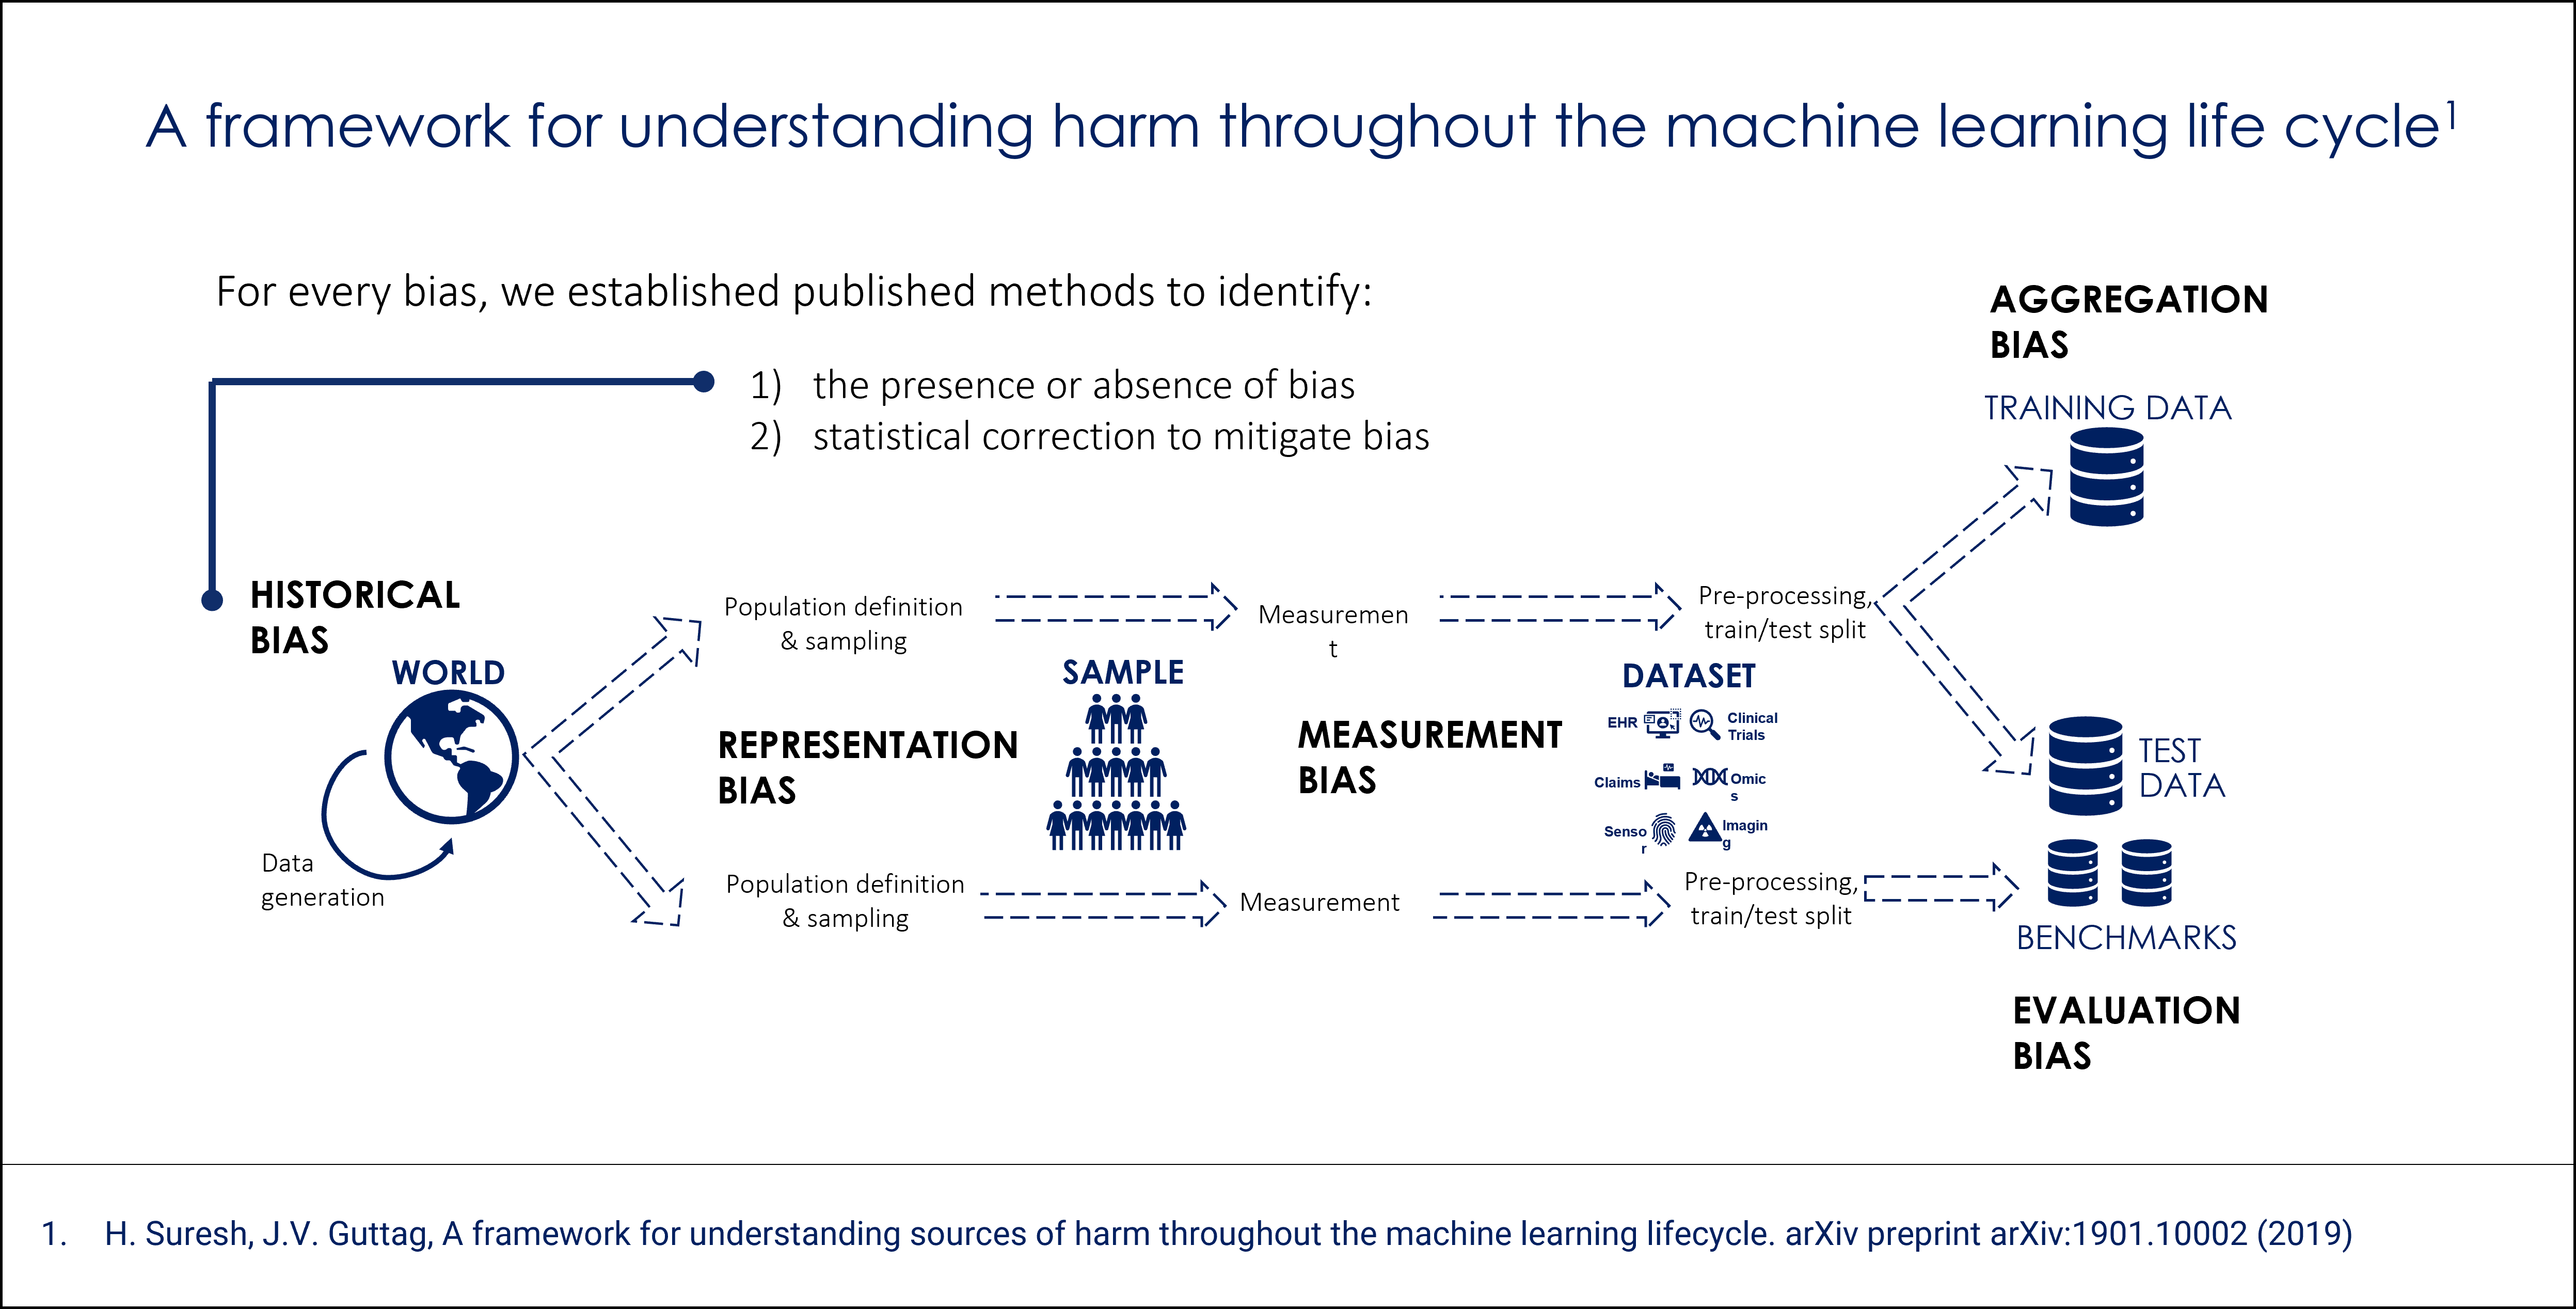 A framework for understanding harm throughout the machine learning life cycle1
For every bias, we established published methods to identify:
1) the presence or absence of bias
2) statistical correction to mitigate bias
AGGREGATION
BIAS
TRAINING DATA
HISTORICAL
BIAS
WORLD
Data
generation
Population definition
& sampling
Measuremen
t
Pre-processing,
train/test split
REPRESENTATION
BIAS
SAMPLE
MEASUREMENT
BIAS
DATASET
EHR
Clinical
Trials
Claims
Omic
s
Senso
r
Imagin
g
TEST
DATA
Population definition
& sampling
Measurement
Pre-processing,
train/test split
BENCHMARKS
EVALUATION
BIAS
1. H. Suresh, J.V. Guttag, A framework for understanding sources of harm throughout the machine learning lifecycle. arXiv preprint arXiv:1901.10002 (2019)